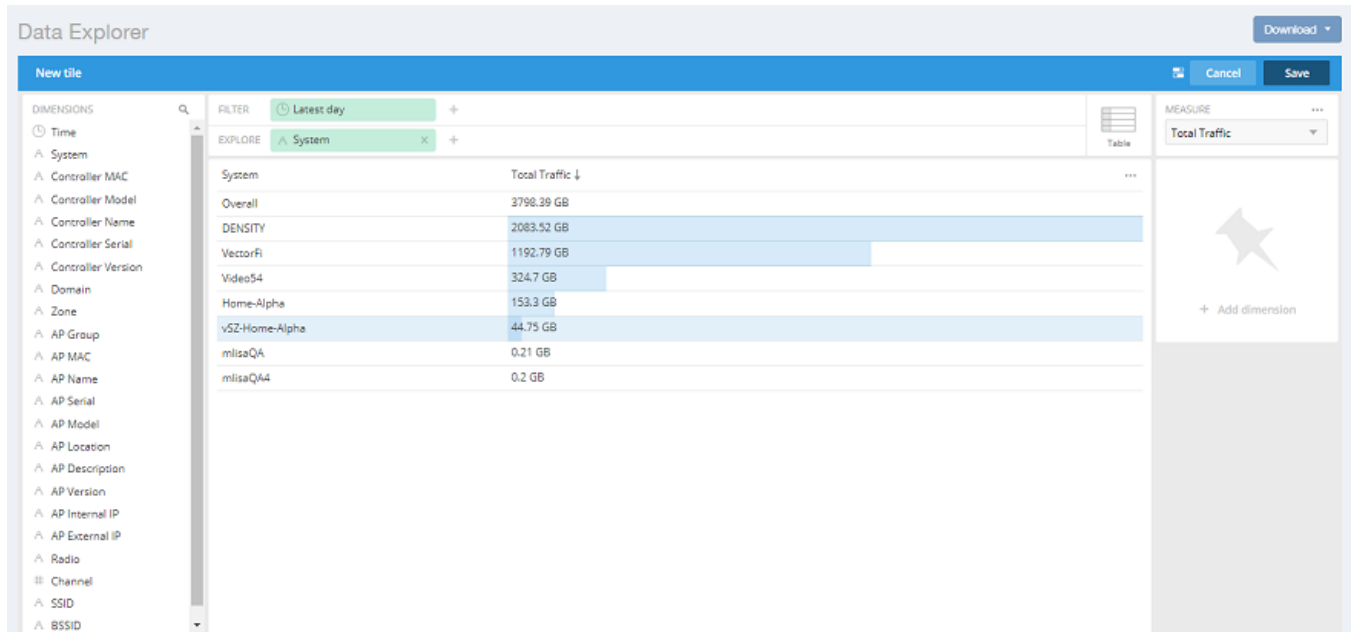 Data Explorer
Download
New tile
Cancel Save
DIMENSIONS
Time
System
Controller MAC
Controller Model
Controller Name
Controller Serial
Controller Version
Domain
Zone
AP Group
AP MAC
AP Name
AP Serial
AP Model
AP Location
AP Description
AP Version
AP Internal IP
AP External IP
Radio
Channel
SSID
BSSID
FILTER Latest day +
EXPLORE A System × +
Table
System Total Traffic ↓ ...
Overall 3798.39 GB
DENSITY 2083.52 GB
VectorFi 1192.79 GB
Video54 324.7 GB
Home-Alpha 153.3 GB
vSZ-Home-Alpha 44.75 GB
mlisaQA 0.21 GB
mlisaQA4 0.2 GB
MEASURE ...
Total Traffic
+ Add dimension